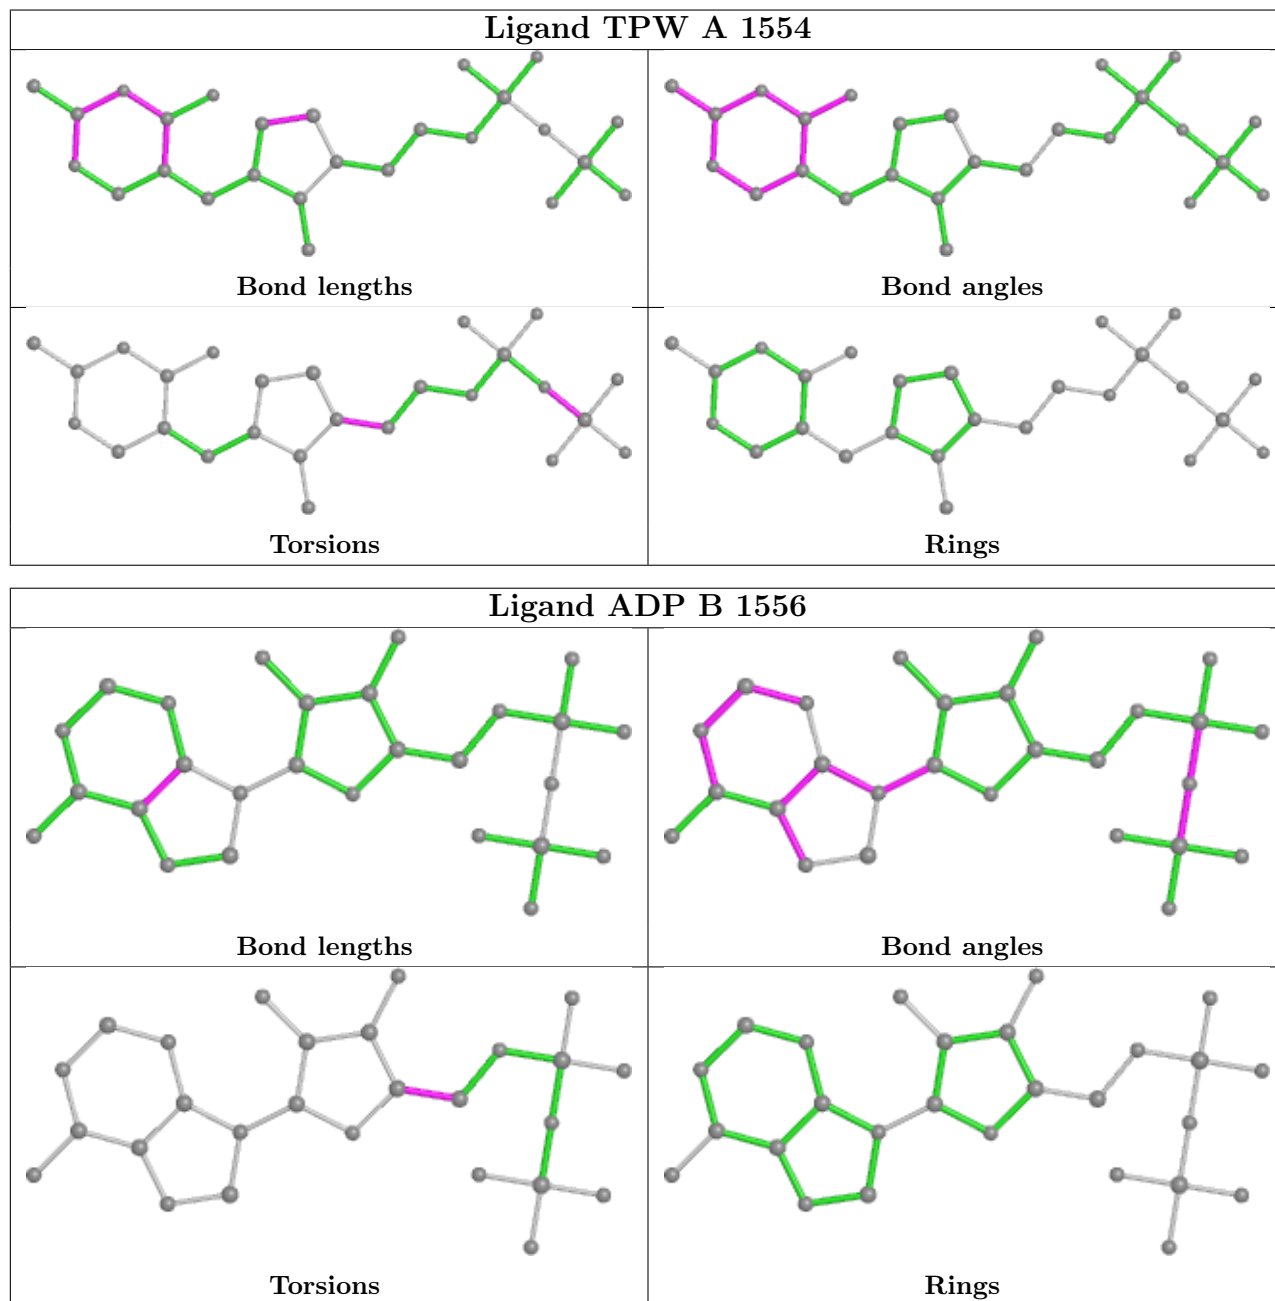 Ligand TPW A 1554
Bond lengths
Bond angles
Torsions
Rings
Ligand ADP B 1556
Bond lengths
Bond angles
Torsions
Rings